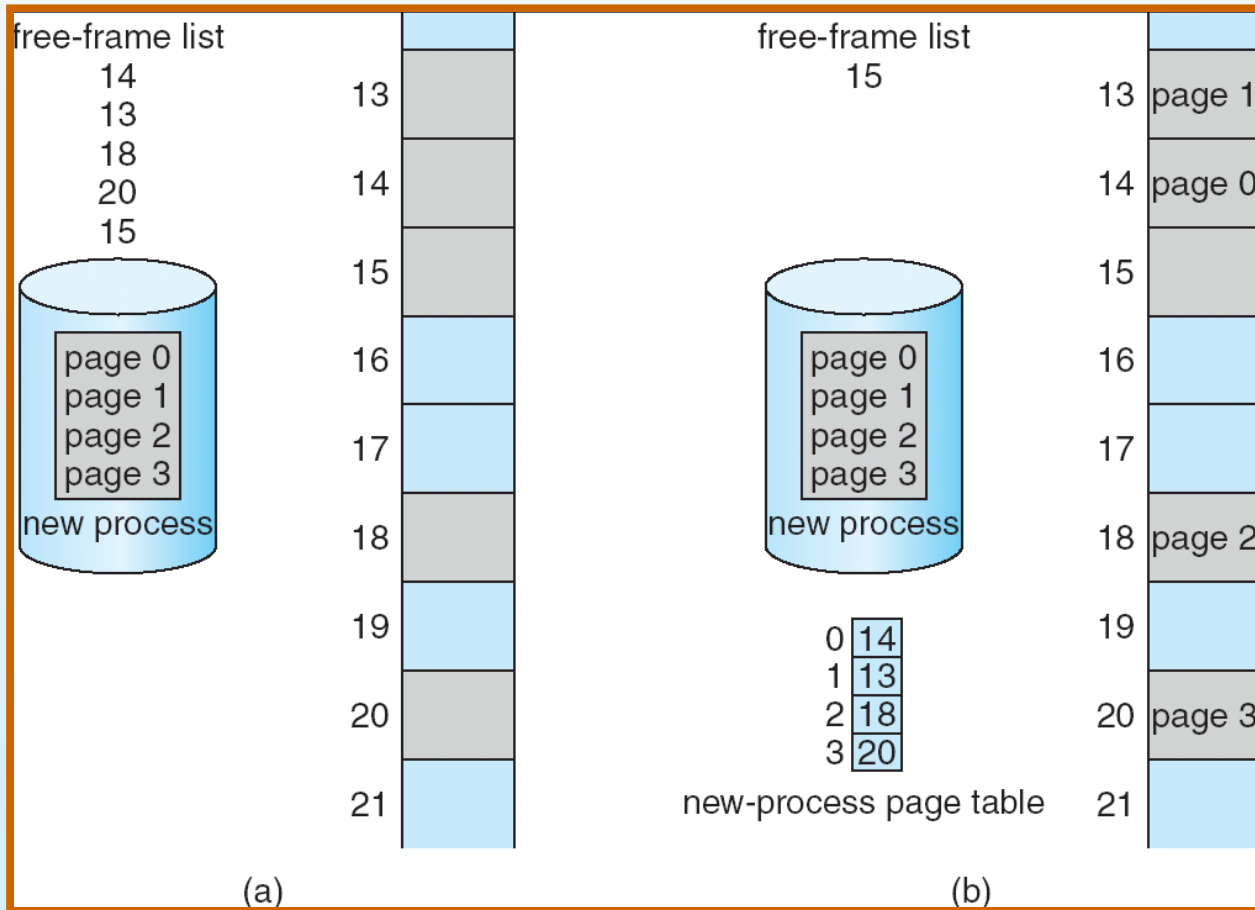 free-frame list
14
13
18
20
15
page 0
page 1
page 2
page 3
new process
13
14
15
16
17
18
19
20
21
(a)
free-frame list
15
page 0
page 1
page 2
page 3
new process
0 14
1 13
2 18
3 20
new-process page table
13 page 1
14 page 0
15
16
17
18 page 2
19
20 page 3
21
(b)